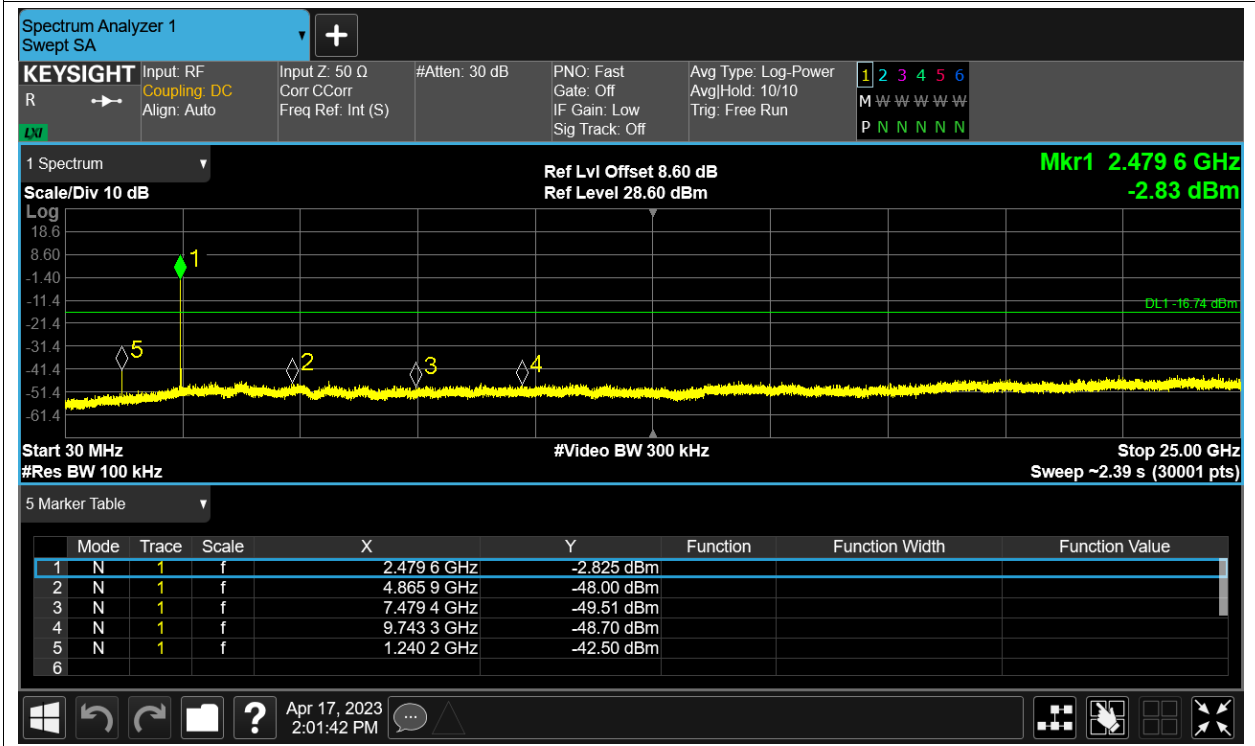 Spectrum Analyzer 1
Swept SA
+
KEYSIGHT
R
LXI
Input: RF
Coupling: DC
Align: Auto
Input Z: 50 Ω
Corr CCorr
Freq Ref: Int (S)
#Atten: 30 dB
PNO: Fast
Gate: Off
IF Gain: Low
Sig Track: Off
Avg Type: Log-Power
Avg|Hold: 10/10
Trig: Free Run
1 2 3 4 5 6
M W W W W W
P N N N N N
1 Spectrum
Scale/Div 10 dB
Ref Lvl Offset 8.60 dB
Ref Level 28.60 dBm
Mkr1 2.479 6 GHz
-2.83 dBm
Log
18.6
8.60
-1.40
-11.4
-21.4
-31.4
-41.4
-51.4
-61.4
1
5
2
3
4
DL1 -16.74 dBm
Start 30 MHz
#Video BW 300 kHz
Stop 25.00 GHz
#Res BW 100 kHz
Sweep ~2.39 s (30001 pts)
5 Marker Table
Mode Trace Scale X Y Function Function Width Function Value
1 N 1 f 2.479 6 GHz -2.825 dBm
2 N 1 f 4.865 9 GHz -48.00 dBm
3 N 1 f 7.479 4 GHz -49.51 dBm
4 N 1 f 9.743 3 GHz -48.70 dBm
5 N 1 f 1.240 2 GHz -42.50 dBm
6
?
Apr 17, 2023
2:01:42 PM